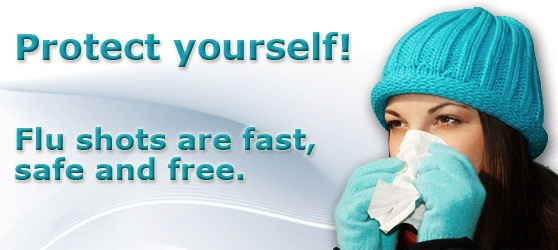 Protect yourself!
Flu shots are fast,
safe and free.